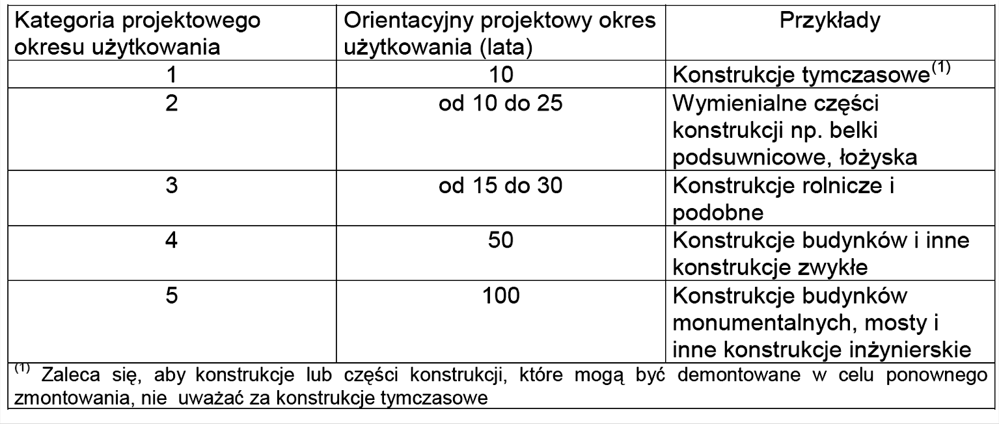 Kategoria projektowego
okresu użytkowania
Orientacyjny projektowy okres
użytkowania (lata)
Przykłady
1
10
Konstrukcje tymczasowe(1)
2
od 10 do 25
Wymienialne części
konstrukcji np. belki
podsuwnicowe, łożyska
3
od 15 do 30
Konstrukcje rolnicze i
podobne
4
50
Konstrukcje budynków i inne
konstrukcje zwykłe
5
100
Konstrukcje budynków
monumentalnych, mosty i
inne konstrukcje inżynierskie
(1) Zaleca się, aby konstrukcje lub części konstrukcji, które mogą być demontowane w celu ponownego
zmontowania, nie uważać za konstrukcje tymczasowe